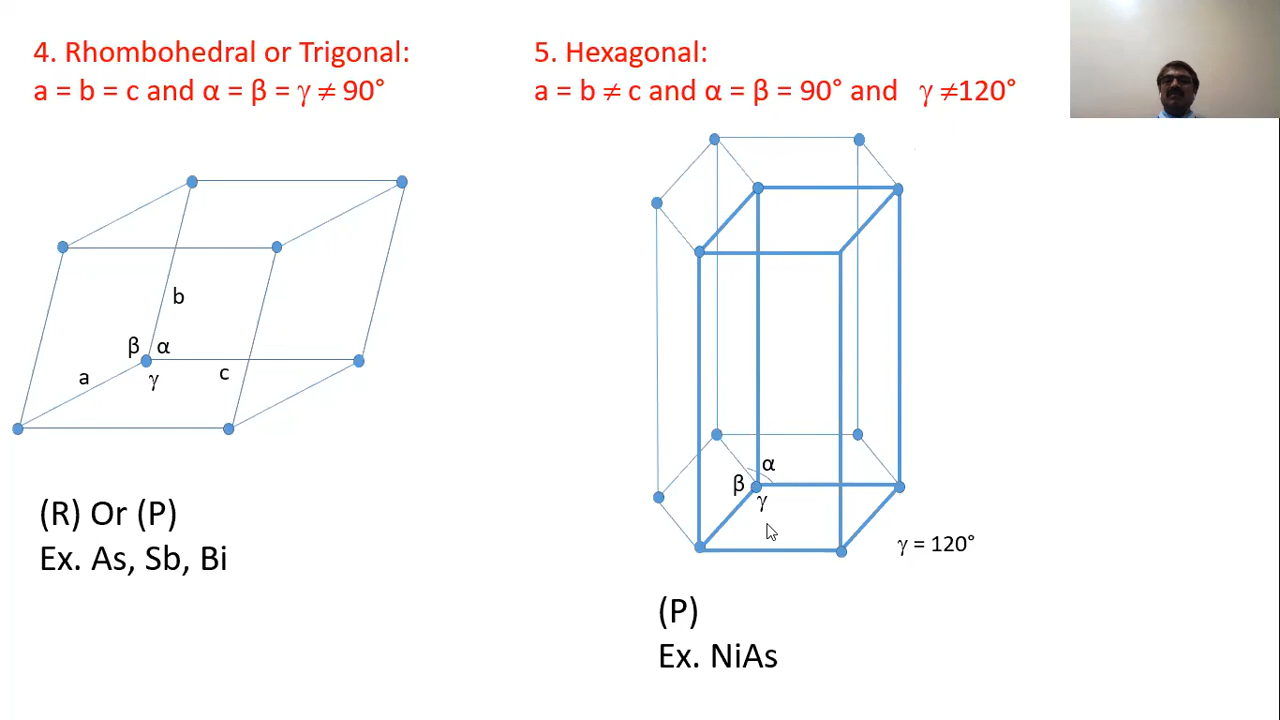 4. Rhombohedral or Trigonal:
a = b = c and α = β = γ ≠ 90°
b
β α
a
γ
c
(R) Or (P)
Ex. As, Sb, Bi
5. Hexagonal:
a = b ≠ c and α = β = 90° and γ ≠120°
α
β
γ
γ = 120°
(P)
Ex. NiAs